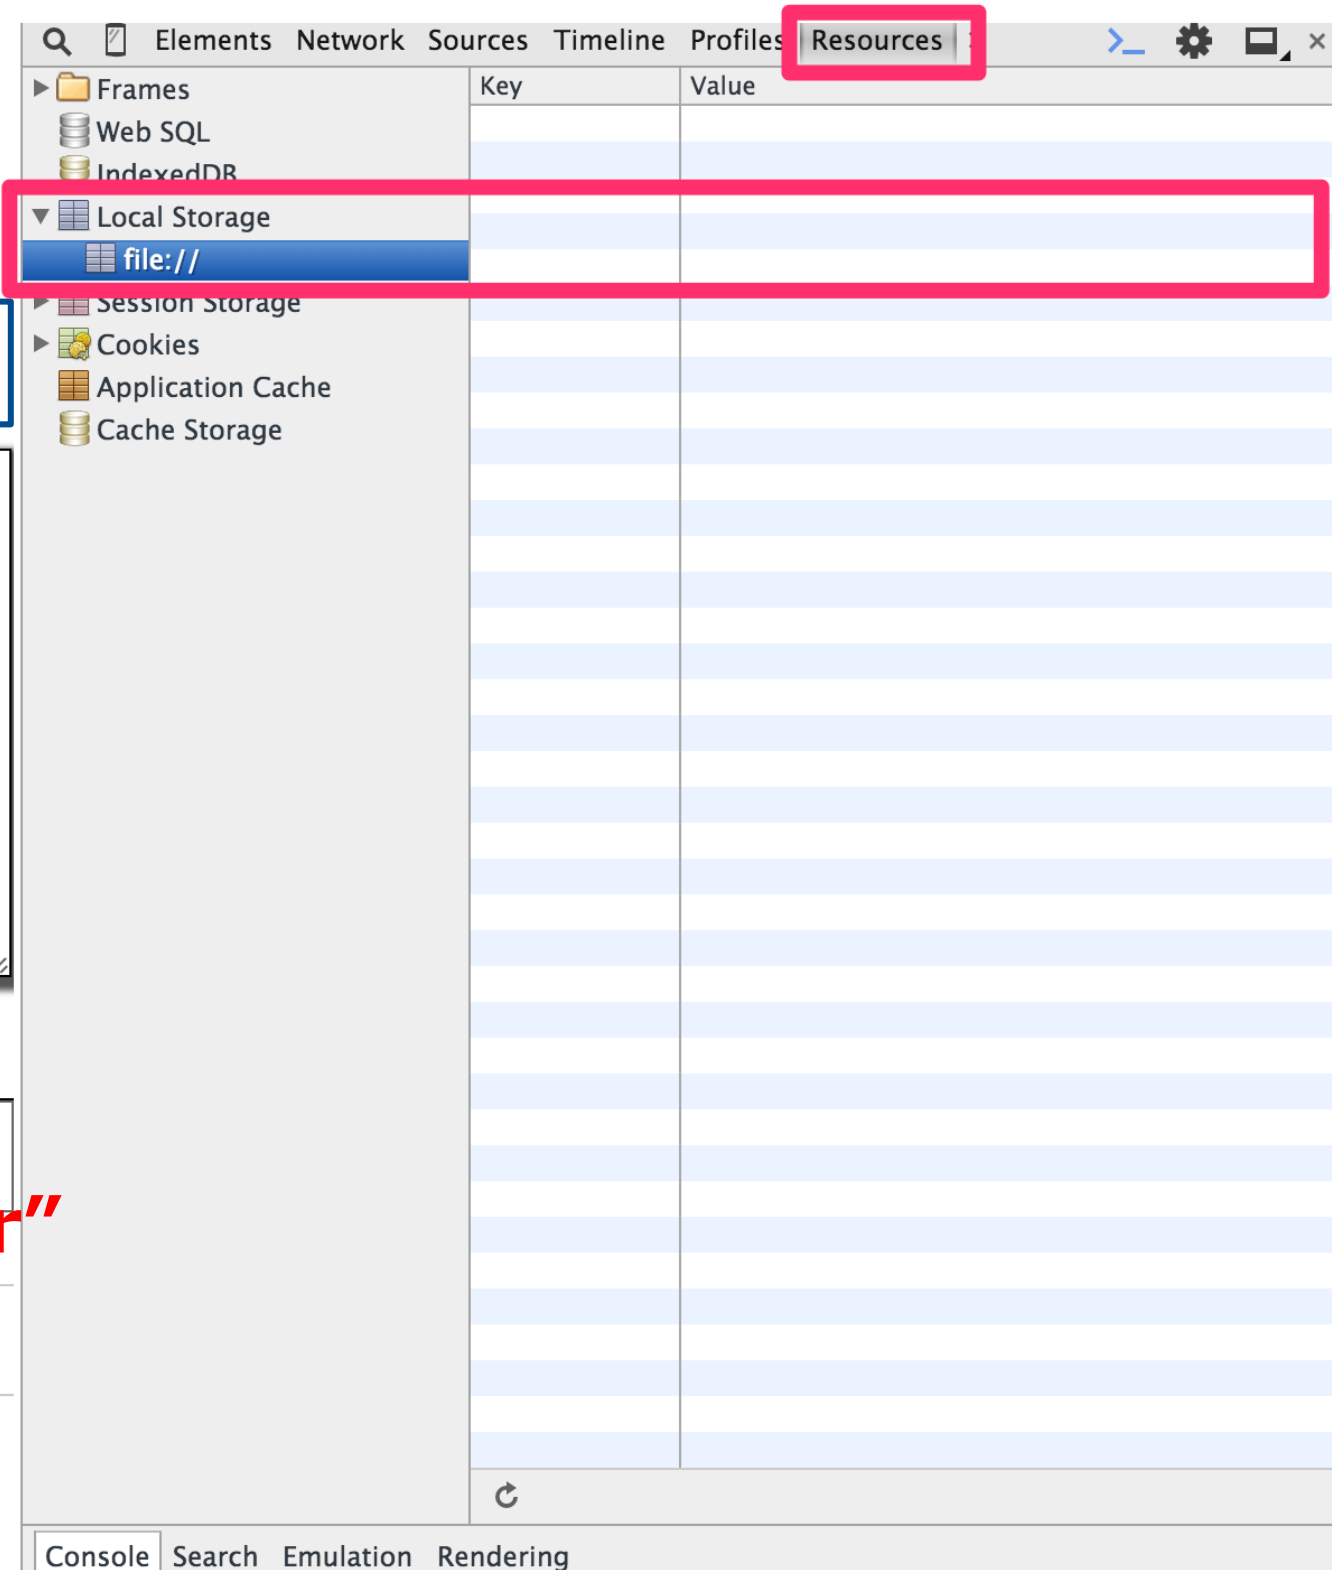 Elements Network Sources Timeline Profiles Resources
Key Value
Frames
Web SQL
IndexedDB
Local Storage
file://
Session Storage
Cookies
Application Cache
Cache Storage
r”
Console Search Emulation Rendering